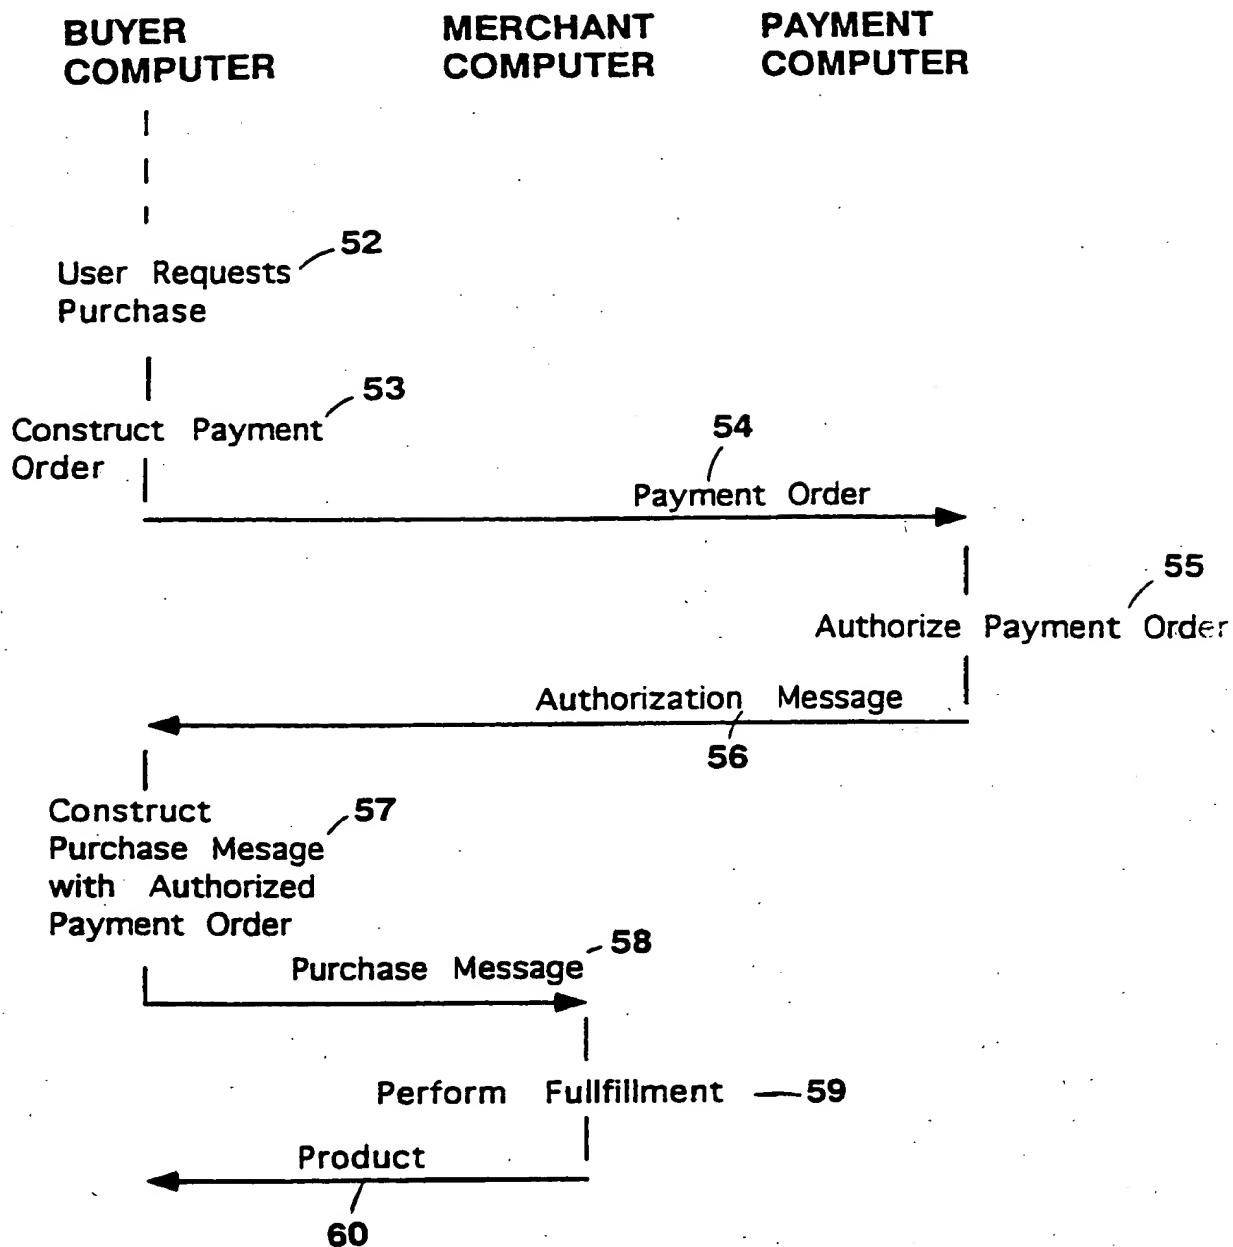 BUYER COMPUTER
MERCHANT COMPUTER
PAYMENT COMPUTER
52
User Requests
Purchase
53
Construct Payment
Order
54
Payment Order
55
Authorize Payment Order
Authorization Message
56
57
Construct
Purchase Mesage
with Authorized
Payment Order
58
Purchase Message
Perform Fullfillment
59
Product
60